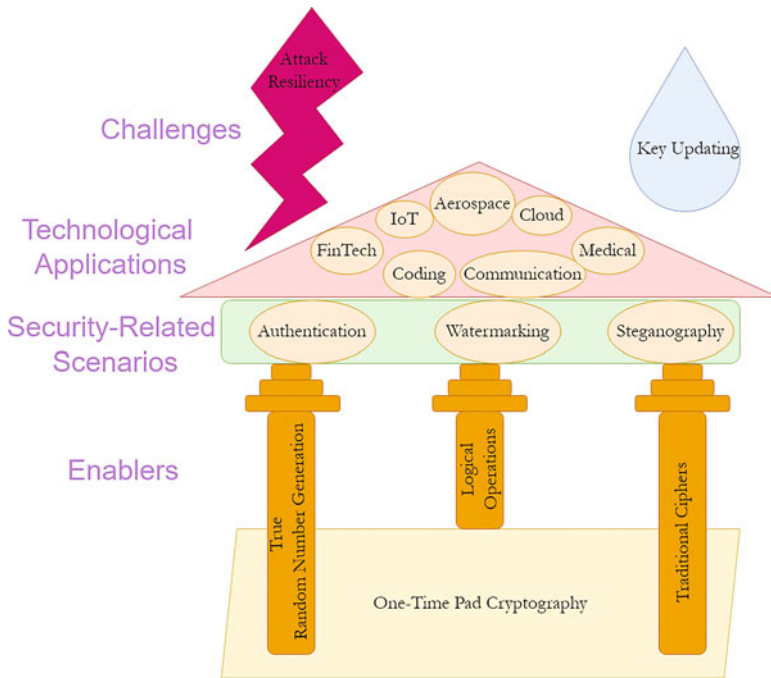 Attack
Resiliency
Challenges
Key Updating
Technological
Applications
Aerospace
IoT
Cloud
FinTech
Medical
Coding
Communication
Security-Related
Scenarios
Authentication
Watermarking
Steganography
Enablers
True
Random Number Generation
Logical
Operations
Traditional Ciphers
One-Time Pad Cryptography